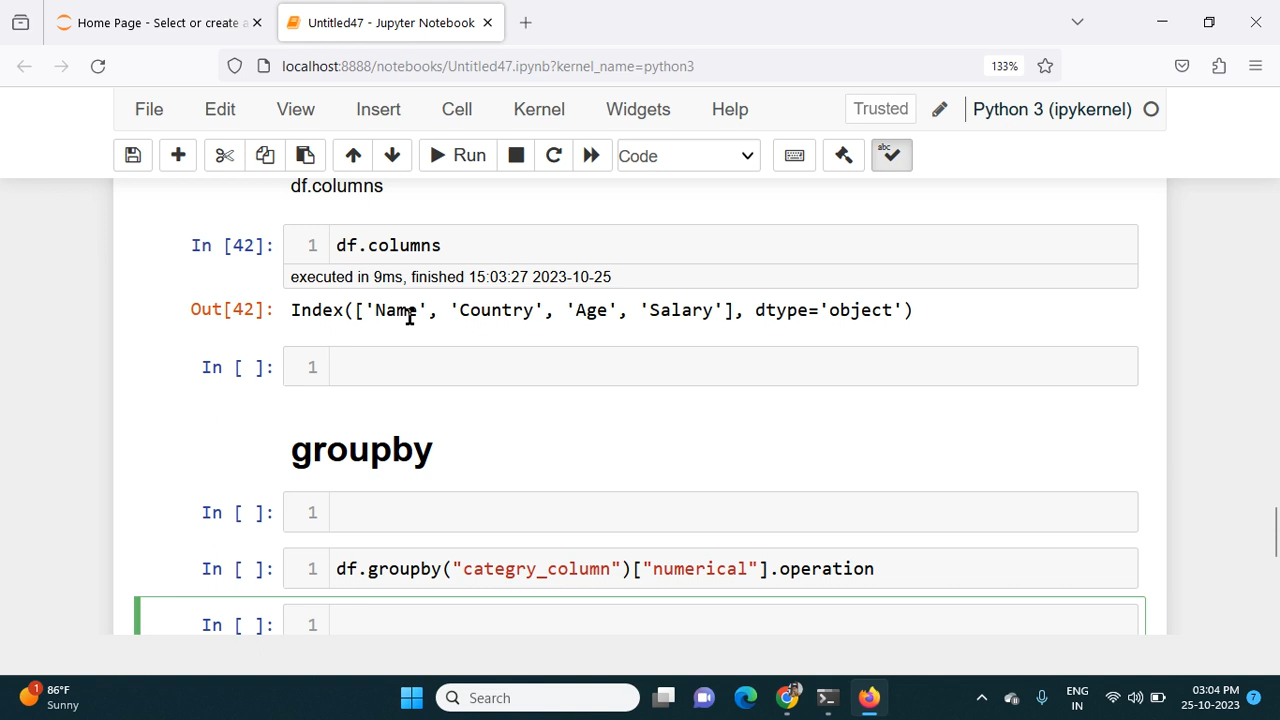 Home Page - Select or create a
Untitled47 - Jupyter Notebook
localhost:8888/notebooks/Untitled47.ipynb?kernel_name=python3
133%
File Edit View Insert Cell Kernel Widgets Help
Trusted
Python 3 (ipykernel)
Run
Code
abc
df.columns
In [42]: 1 df.columns
executed in 9ms, finished 15:03:27 2023-10-25
Out[42]: Index(['Name', 'Country', 'Age', 'Salary'], dtype='object')
In [ ]: 1
groupby
In [ ]: 1
In [ ]: 1 df.groupby("categry_column")["numerical"].operation
In [ ]: 1
1
86°F
Sunny
Search
ENG
IN
03:04 PM
25-10-2023
7